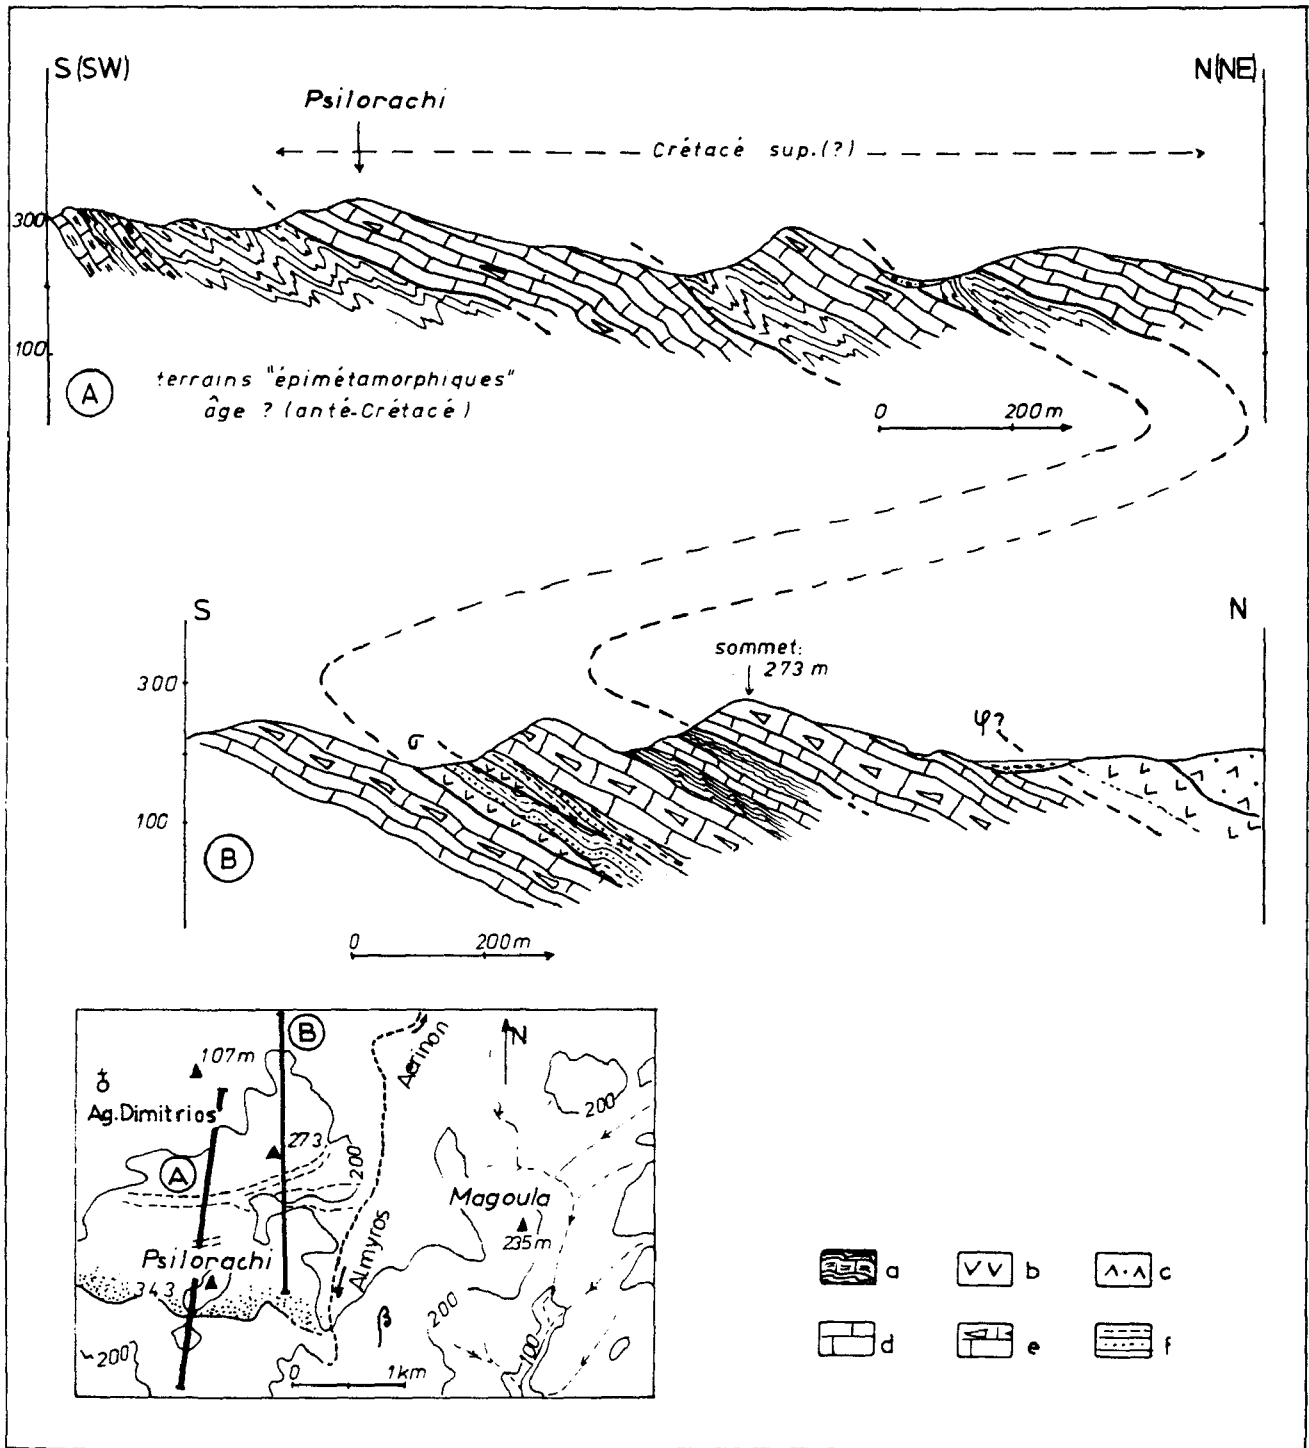 S (SW)
N(NE)
Psilorachi
Crétacé sup.(?)
300
100
A
terrains "épimétamorphiques"
âge ? (anté-Crétacé)
0 200m
S
N
sommet:
273 m
300
σ
φ?
100
B
0 200m
B
N
107m
Aerinon
Ag.Dimitrios
200
273
A
200
Magoula
235m
Psilorachi
343
Almyros
β
200
200
100
0 1km
a
b
c
d
e
f